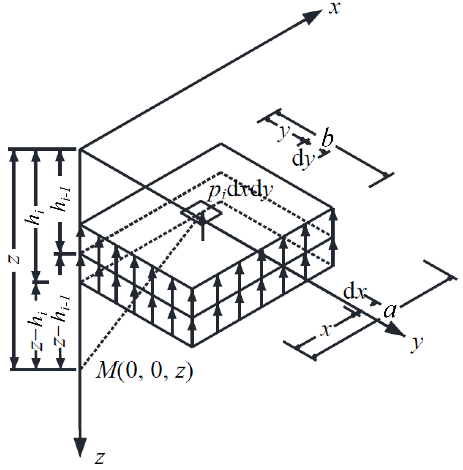 x
y
b
dy
p_i dxdy
z
h_i
h_{i-1}
z-h_i
z-h_{i-1}
dx
a
x
y
M(0, 0, z)
z